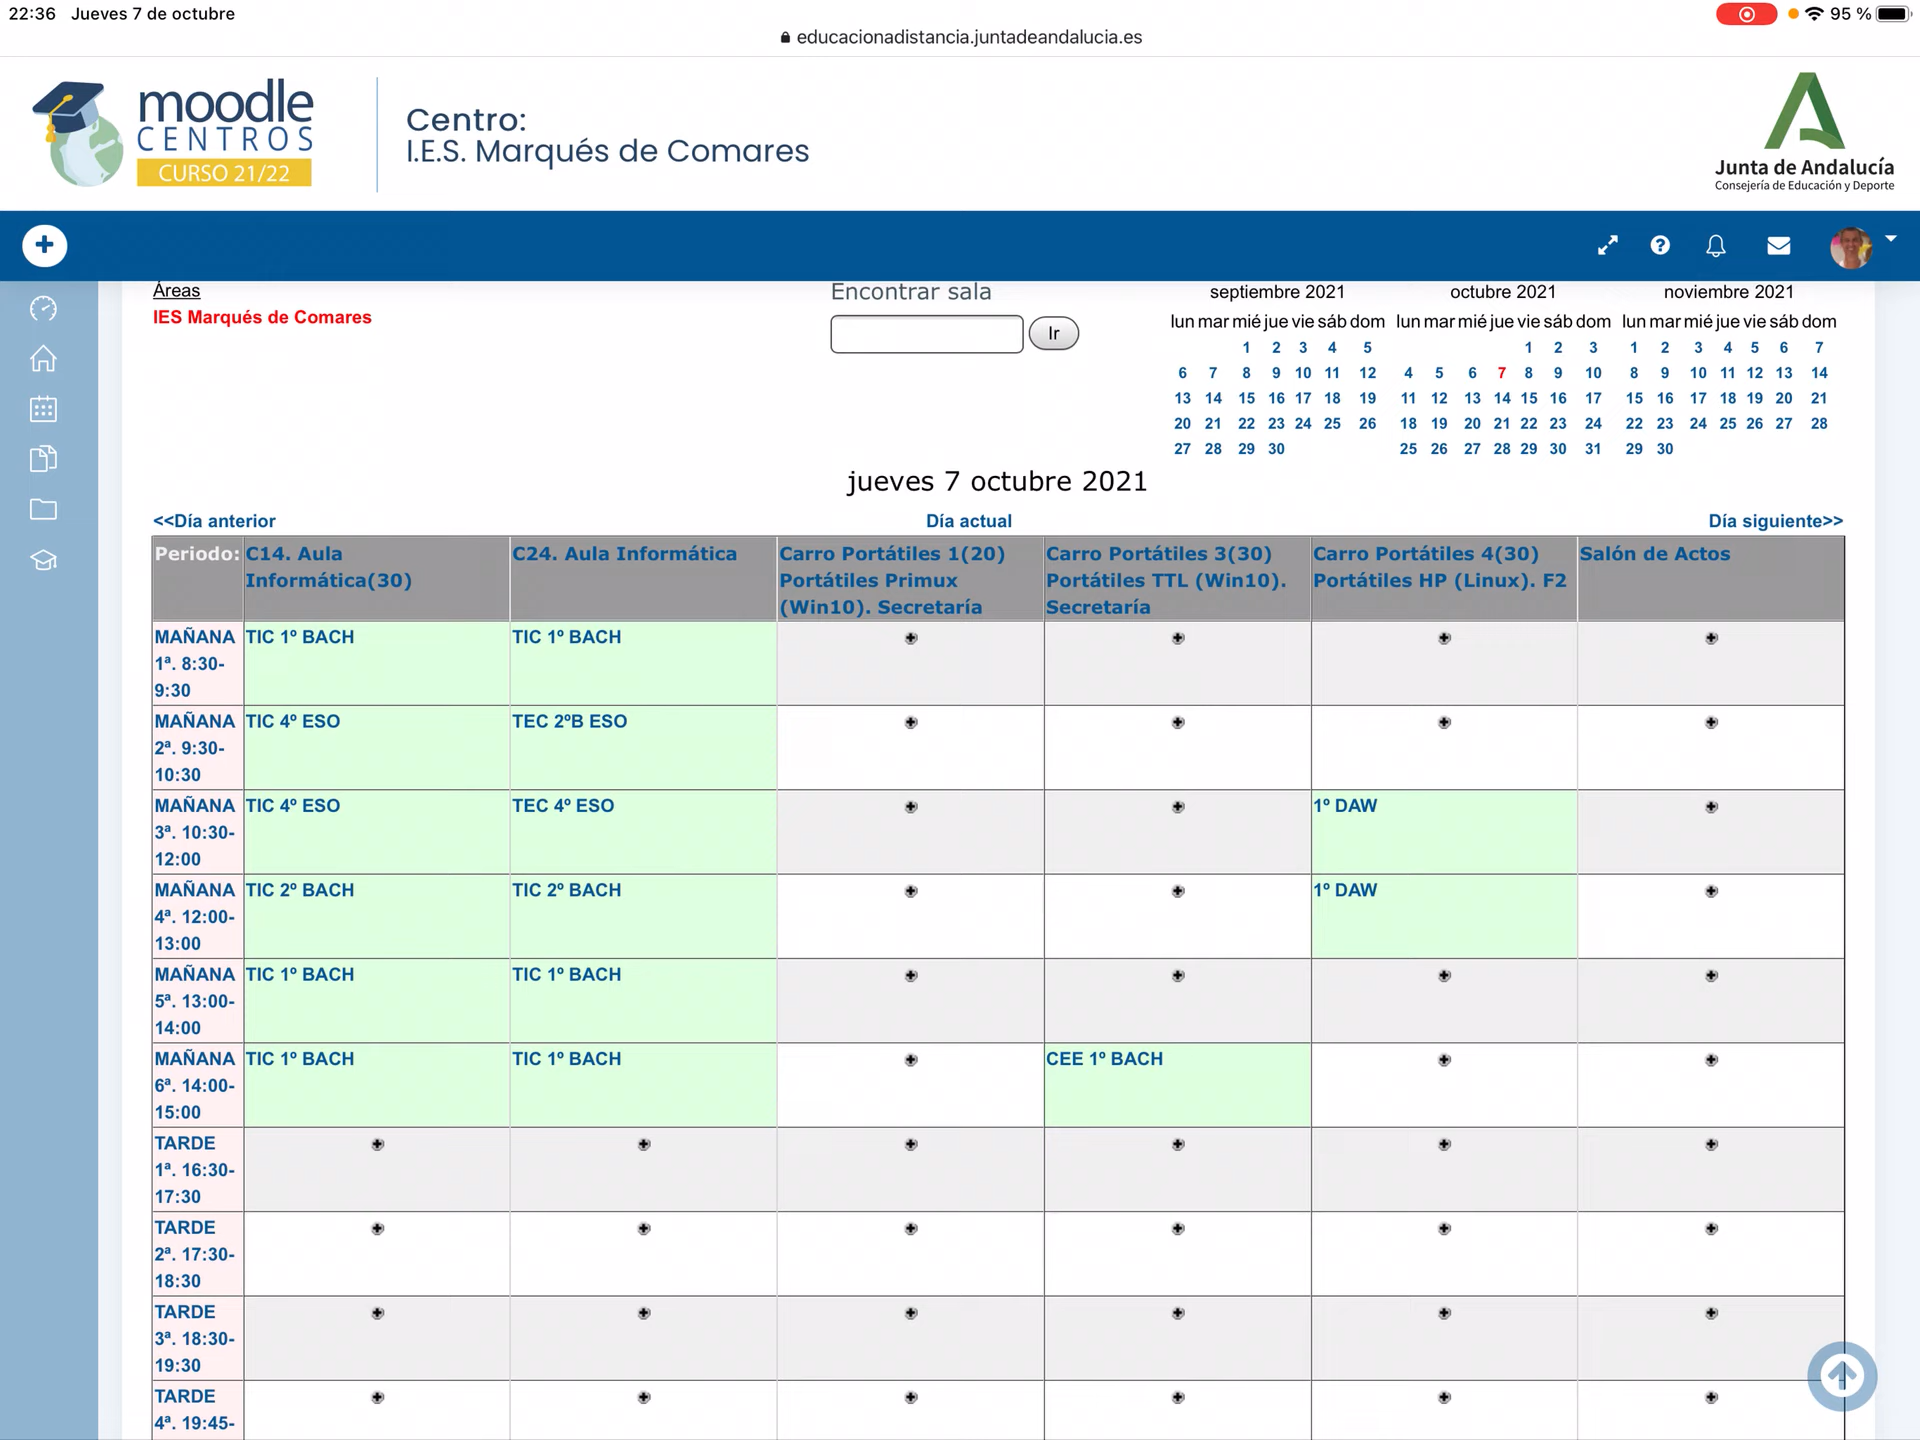 22:36 Jueves 7 de octubre
95 %
educacionadistancia.juntadeandalucia.es
moodle
CENTROS
CURSO 21/22
Centro:
I.E.S. Marqués de Comares
Junta de Andalucía
Consejería de Educación y Deporte
Áreas
IES Marqués de Comares
Encontrar sala
Ir
septiembre 2021
lun mar mié jue vie sáb dom
1 2 3 4 5
6 7 8 9 10 11 12
13 14 15 16 17 18 19
20 21 22 23 24 25 26
27 28 29 30
octubre 2021
lun mar mié jue vie sáb dom
1 2 3
4 5 6 7 8 9 10
11 12 13 14 15 16 17
18 19 20 21 22 23 24
25 26 27 28 29 30 31
noviembre 2021
lun mar mié jue vie sáb dom
1 2 3 4 5 6 7
8 9 10 11 12 13 14
15 16 17 18 19 20 21
22 23 24 25 26 27 28
29 30
jueves 7 octubre 2021
<<Día anterior
Día actual
Día siguiente>>
Periodo:
C14. Aula
Informática(30)
C24. Aula Informática
Carro Portátiles 1(20)
Portátiles Primux
(Win10). Secretaría
Carro Portátiles 3(30)
Portátiles TTL (Win10).
Secretaría
Carro Portátiles 4(30)
Portátiles HP (Linux). F2
Salón de Actos
MAÑANA
1ª. 8:30-
9:30
TIC 1º BACH
TIC 1º BACH
MAÑANA
2ª. 9:30-
10:30
TIC 4º ESO
TEC 2ºB ESO
MAÑANA
3ª. 10:30-
12:00
TIC 4º ESO
TEC 4º ESO
1º DAW
MAÑANA
4ª. 12:00-
13:00
TIC 2º BACH
TIC 2º BACH
1º DAW
MAÑANA
5ª. 13:00-
14:00
TIC 1º BACH
TIC 1º BACH
MAÑANA
6ª. 14:00-
15:00
TIC 1º BACH
TIC 1º BACH
CEE 1º BACH
TARDE
1ª. 16:30-
17:30
TARDE
2ª. 17:30-
18:30
TARDE
3ª. 18:30-
19:30
TARDE
4ª. 19:45-